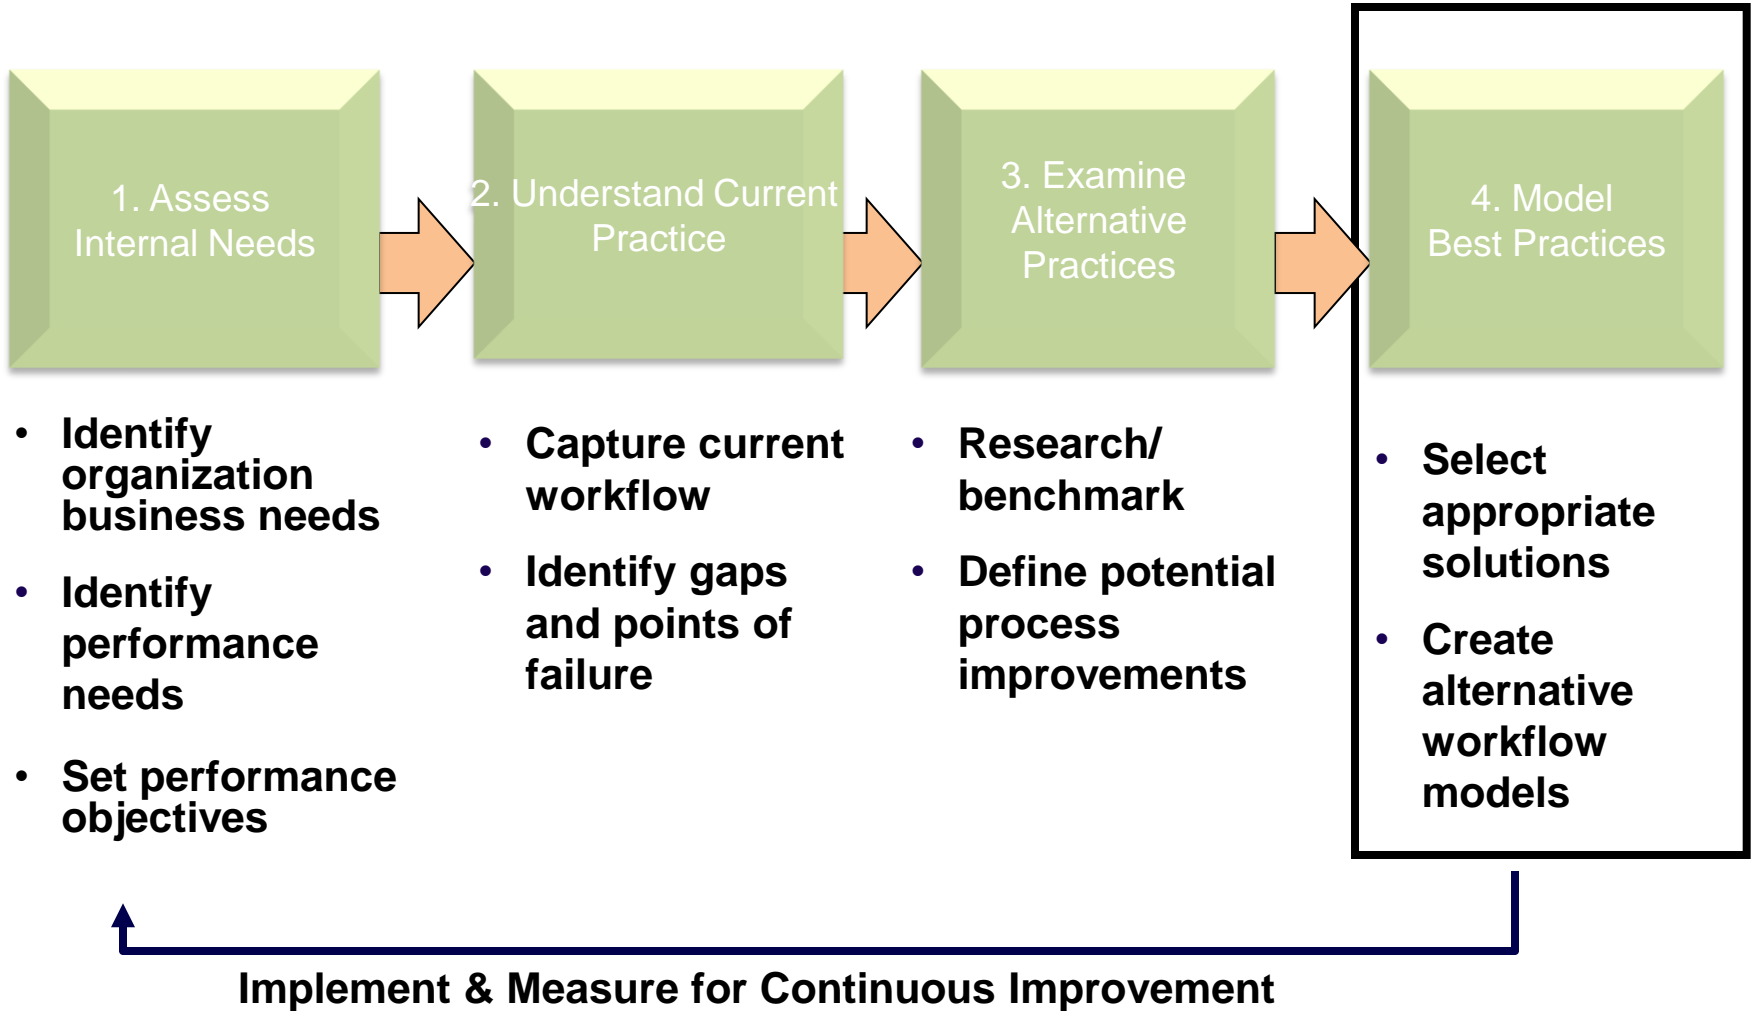 1. Assess
Internal Needs
2. Understand Current
Practice
3. Examine
Alternative
Practices
4. Model
Best Practices
• Identify
organization
business needs
• Identify
performance
needs
• Set performance
objectives
• Capture current
workflow
• Identify gaps
and points of
failure
• Research/
benchmark
• Define potential
process
improvements
• Select
appropriate
solutions
• Create
alternative
workflow
models
Implement & Measure for Continuous Improvement